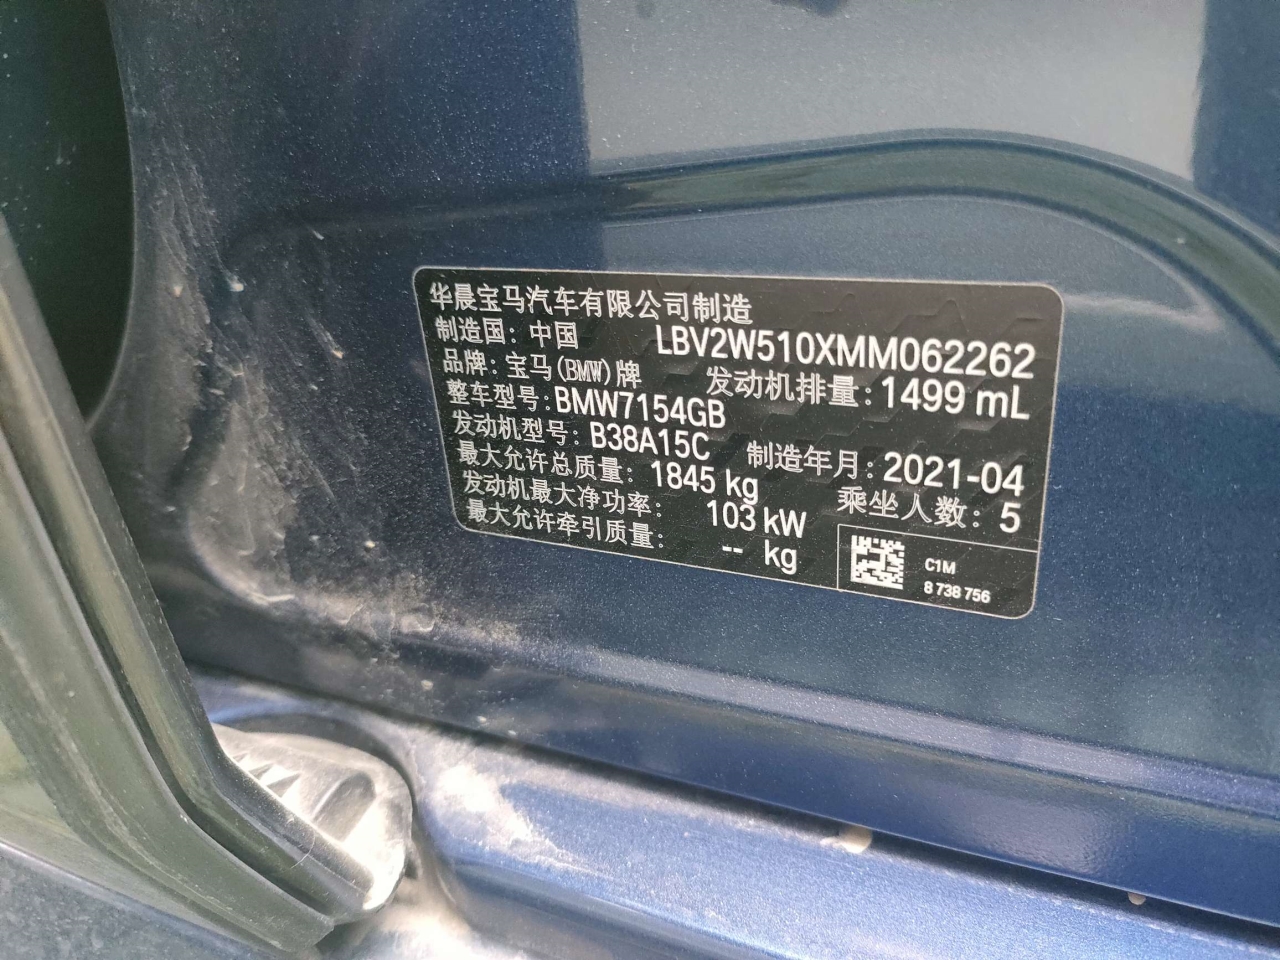 华晨宝马汽车有限公司制造
制造国: 中国 LBV2W510XMM062262
品牌: 宝马(BMW)牌 发动机排量: 1499 mL
整车型号: BMW7154GB
发动机型号: B38A15C 制造年月: 2021-04
最大允许总质量: 1845 kg 乘坐人数: 5
发动机最大净功率: 103 kW
最大允许牵引质量: -- kg
C1M
8 738 756